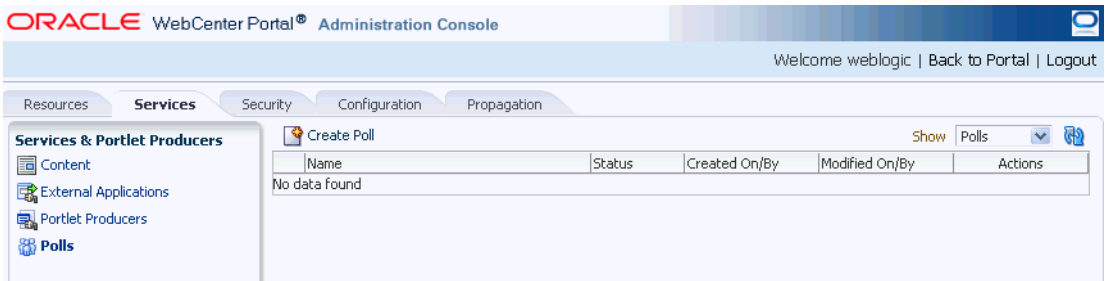 ORACLE WebCenter Portal® Administration Console
Welcome weblogic | Back to Portal | Logout
Resources Services Security Configuration Propagation
Services & Portlet Producers
Content
External Applications
Portlet Producers
Polls
Create Poll Show Polls
Name Status Created On/By Modified On/By Actions
No data found